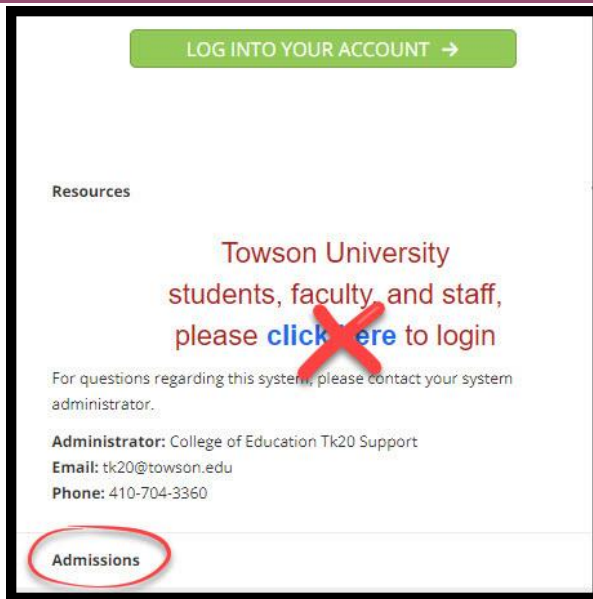 LOG INTO YOUR ACCOUNT →
Resources
Towson University
students, faculty, and staff,
please click here to login
For questions regarding this system, please contact your system
administrator.
Administrator: College of Education Tk20 Support
Email: tk20@towson.edu
Phone: 410-704-3360
Admissions